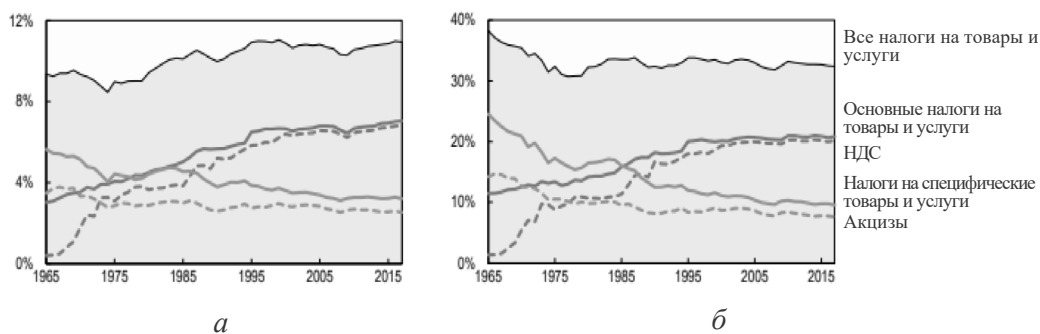 12%
8%
4%
0%
1965 1975 1985 1995 2005 2015
а
40%
30%
20%
10%
0%
1965 1975 1985 1995 2005 2015
б
Все налоги на товары и
услуги
Основные налоги на
товары и услуги
НДС
Налоги на специфические
товары и услуги
Акцизы